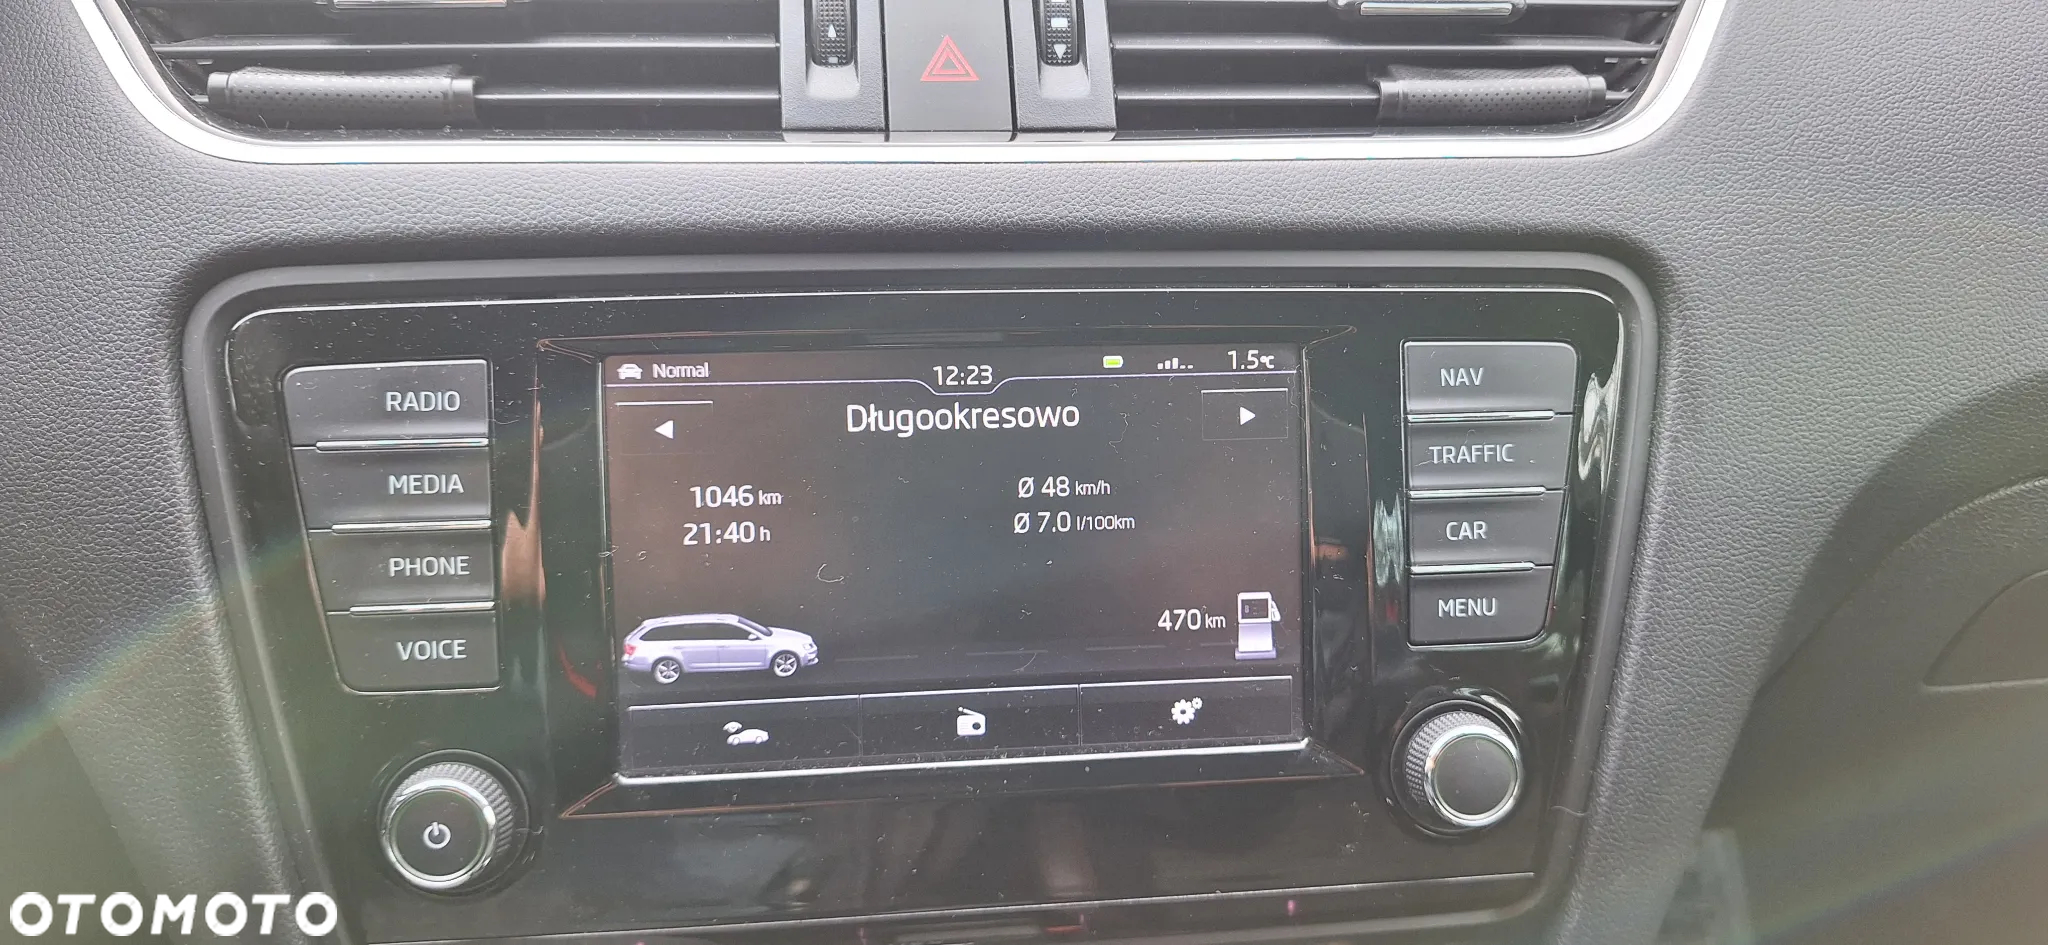 Normal
12:23
1.5°C
Długookresowo
1046 km
Ø 48 km/h
21:40 h
Ø 7.0 l/100km
470 km
RADIO
MEDIA
PHONE
VOICE
NAV
TRAFFIC
CAR
MENU
OTOMOTO